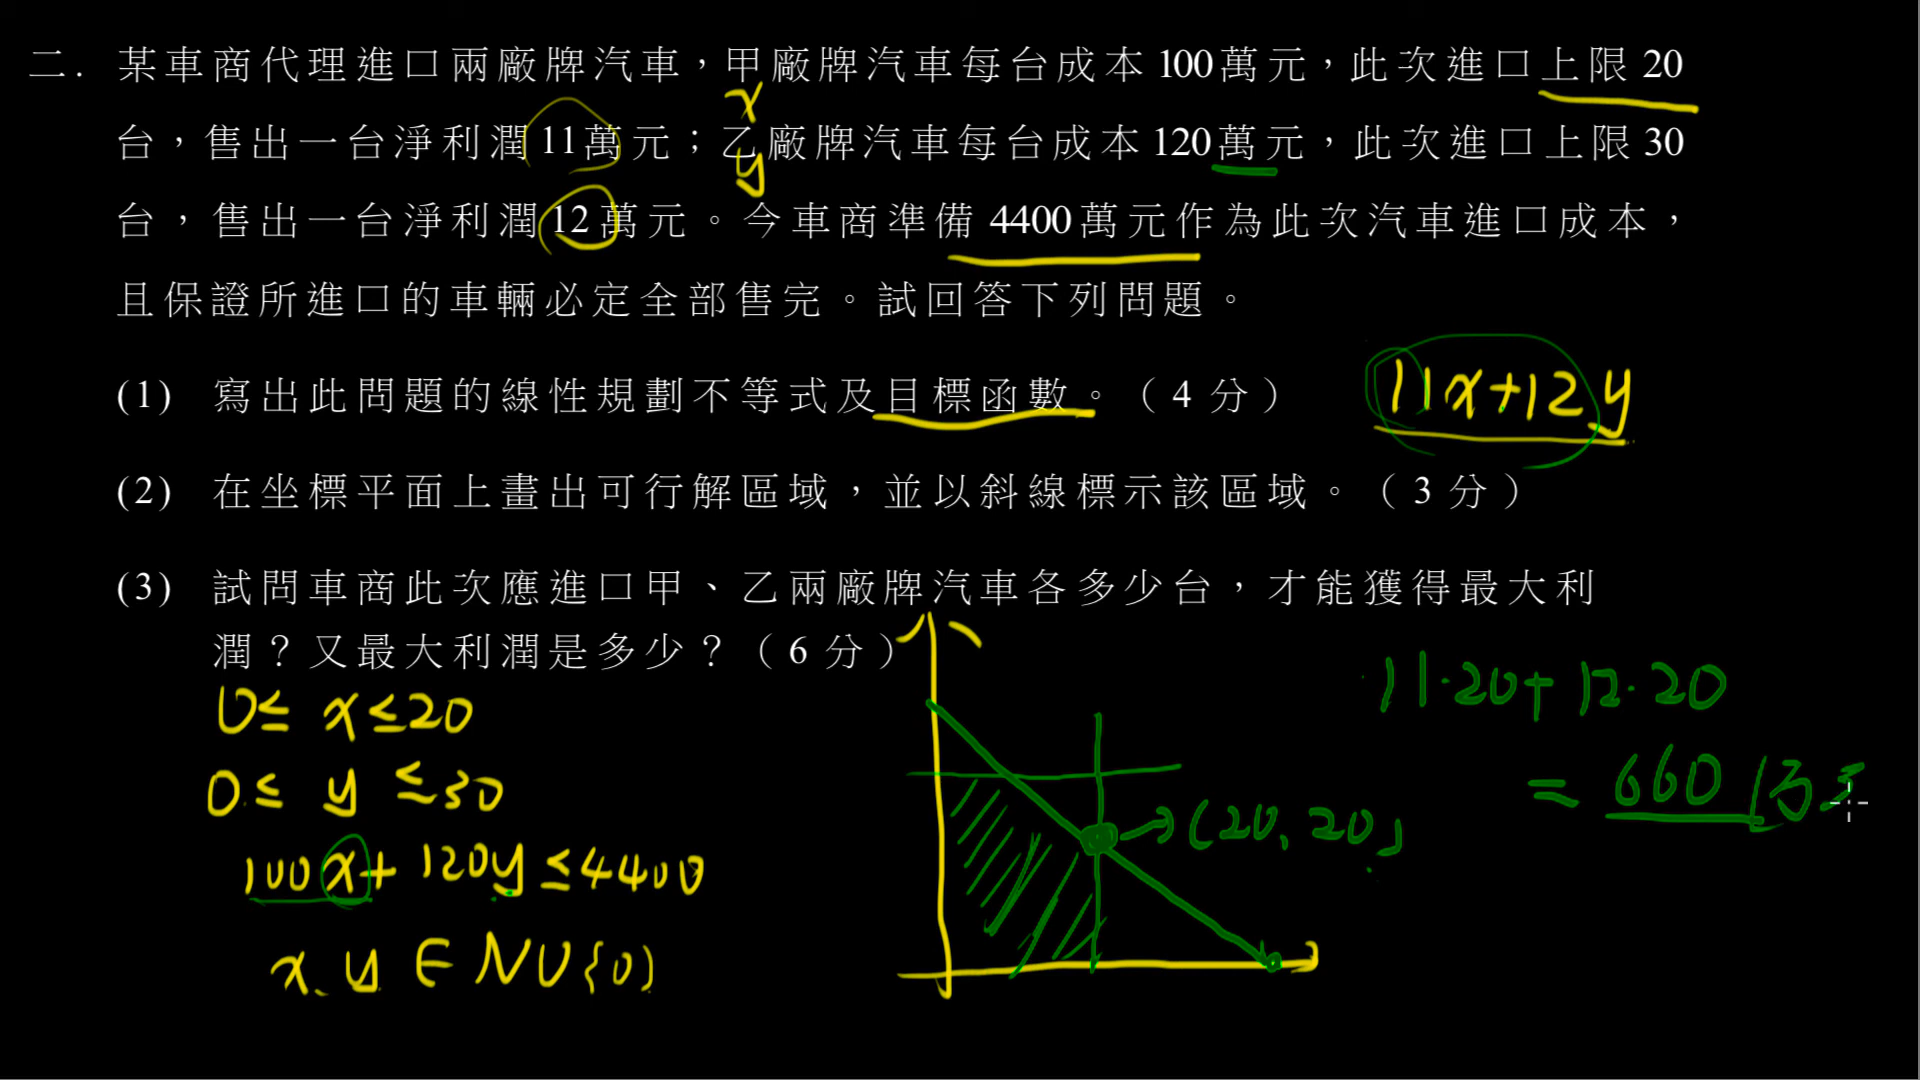 二. 某車商代理進口兩廠牌汽車，甲廠牌汽車每台成本100萬元，此次進口上限20
x
台，售出一台淨利潤11萬元；乙廠牌汽車每台成本120萬元，此次進口上限30
y
台，售出一台淨利潤12萬元。今車商準備4400萬元作為此次汽車進口成本，
且保證所進口的車輛必定全部售完。試回答下列問題。
(1) 寫出此問題的線性規劃不等式及目標函數。（4分）
11x+12y
(2) 在坐標平面上畫出可行解區域，並以斜線標示該區域。（3分）
(3) 試問車商此次應進口甲、乙兩廠牌汽車各多少台，才能獲得最大利
潤？又最大利潤是多少？（6分）
0≤ x≤20
0≤ y ≤30
100x+120y≤4400
x、y∈N∪{0}
(20, 20)
11·20+12·20
=660万